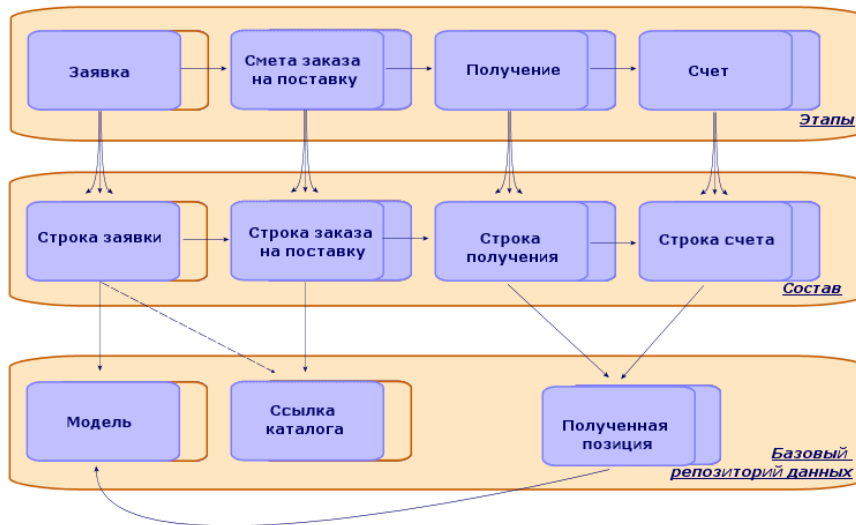 Заявка
Смета заказа
на поставку
Получение
Счет
Этапы
Строка заявки
Строка заказа
на поставку
Строка
получения
Строка счета
Состав
Модель
Ссылка
каталога
Полученная
позиция
Базовый
репозиторий данных